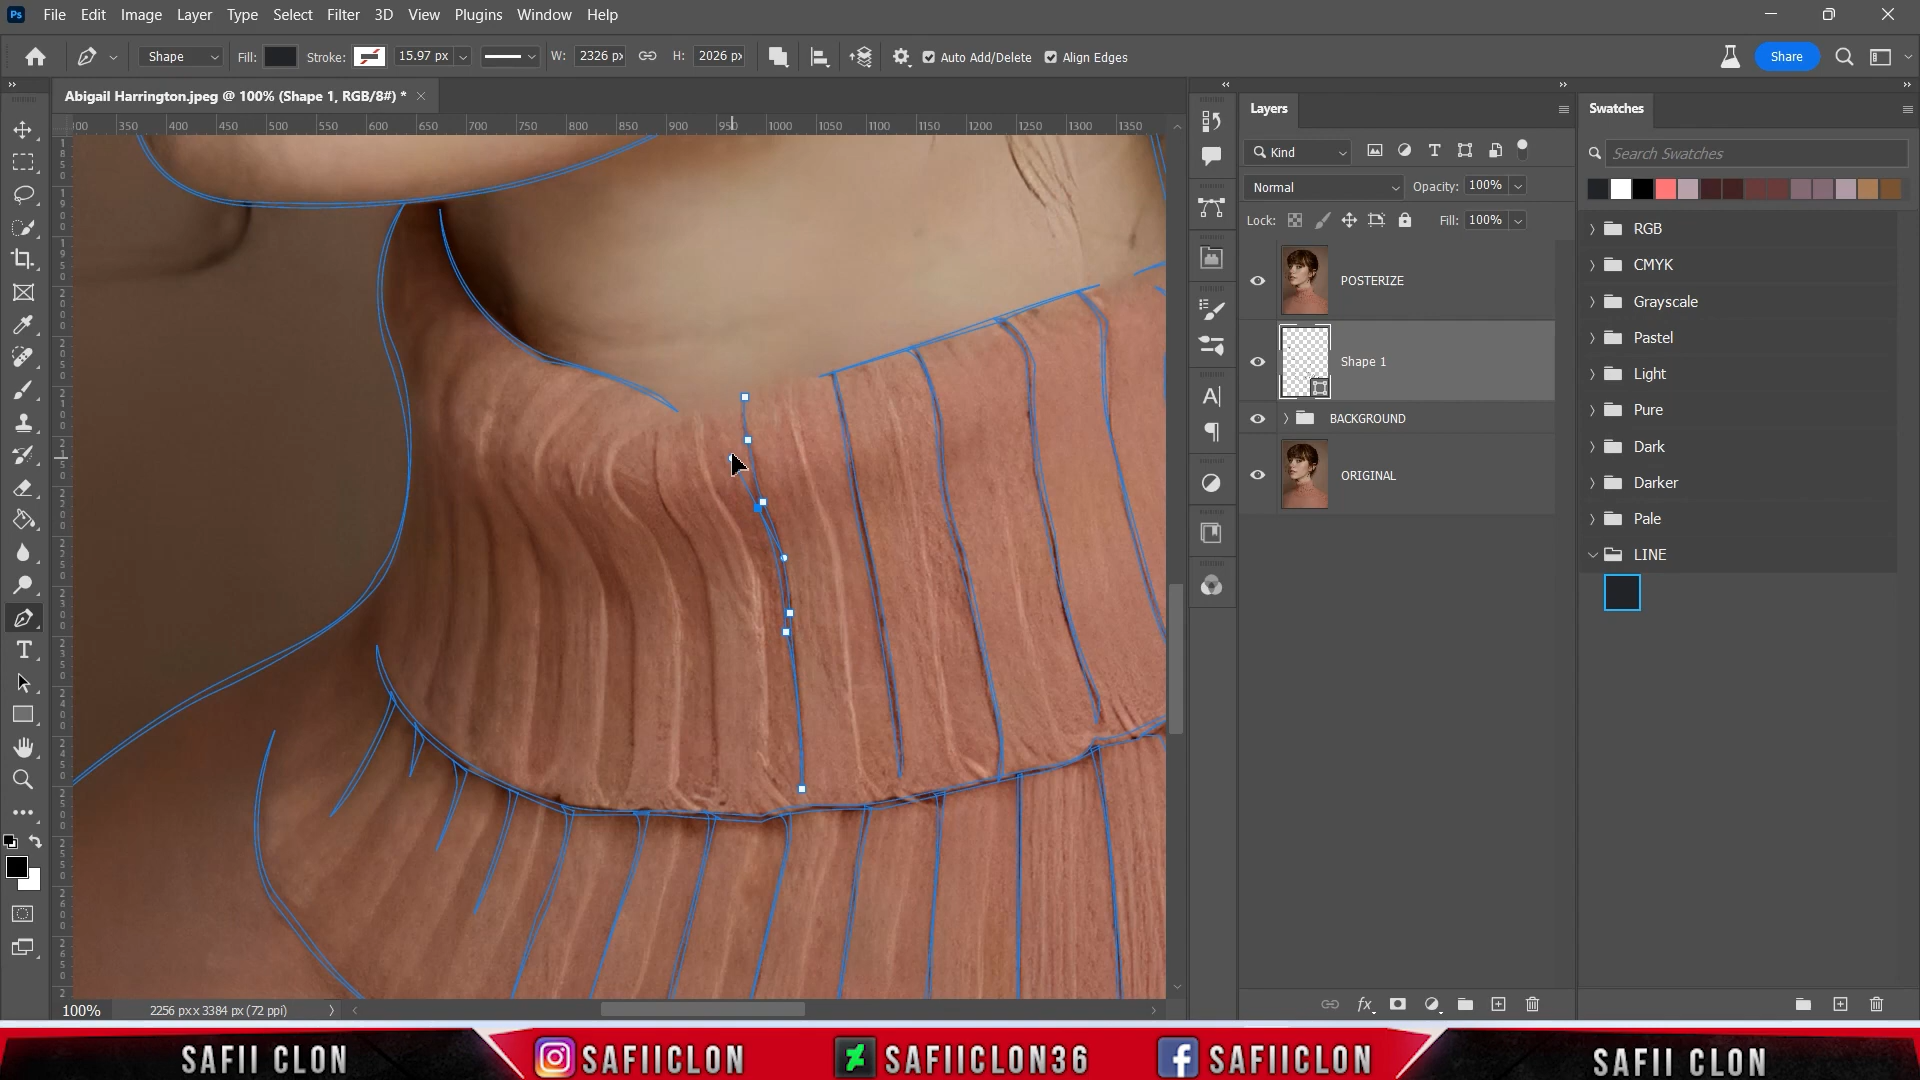 Ps File Edit Image Layer Type Select Filter 3D View Plugins Window Help
Shape Fill: Stroke: 15.97 px W: 2326 px H: 2026 px Auto Add/Delete Align Edges Share
Abigail Harrington.jpeg @ 100% (Shape 1, RGB/8#) *
350 400 450 500 550 600 650 700 750 800 850 900 950 1000 1050 1100 1150 1200 1250 1300 1350
Layers
Kind
Normal Opacity: 100%
Lock: Fill: 100%
POSTERIZE
Shape 1
BACKGROUND
ORIGINAL
Swatches
Search Swatches
RGB
CMYK
Grayscale
Pastel
Light
Pure
Dark
Darker
Pale
LINE
100% 2256 px x 3384 px (72 ppi)
SAFII CLON SAFIICLON SAFIICLON36 SAFIICLON SAFII CLON